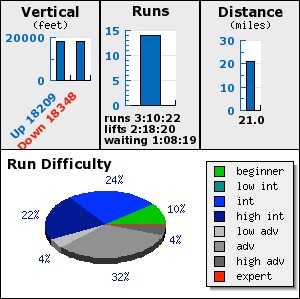 Vertical
(feet)
20000
0
Up 18209
Down 18348
Runs
15
10
5
0
runs 3:10:22
lifts 2:18:20
waiting 1:08:19
Distance
(miles)
30
20
10
0
21.0
Run Difficulty
24%
10%
22%
4%
4%
32%
beginner
low int
int
high int
low adv
adv
high adv
expert